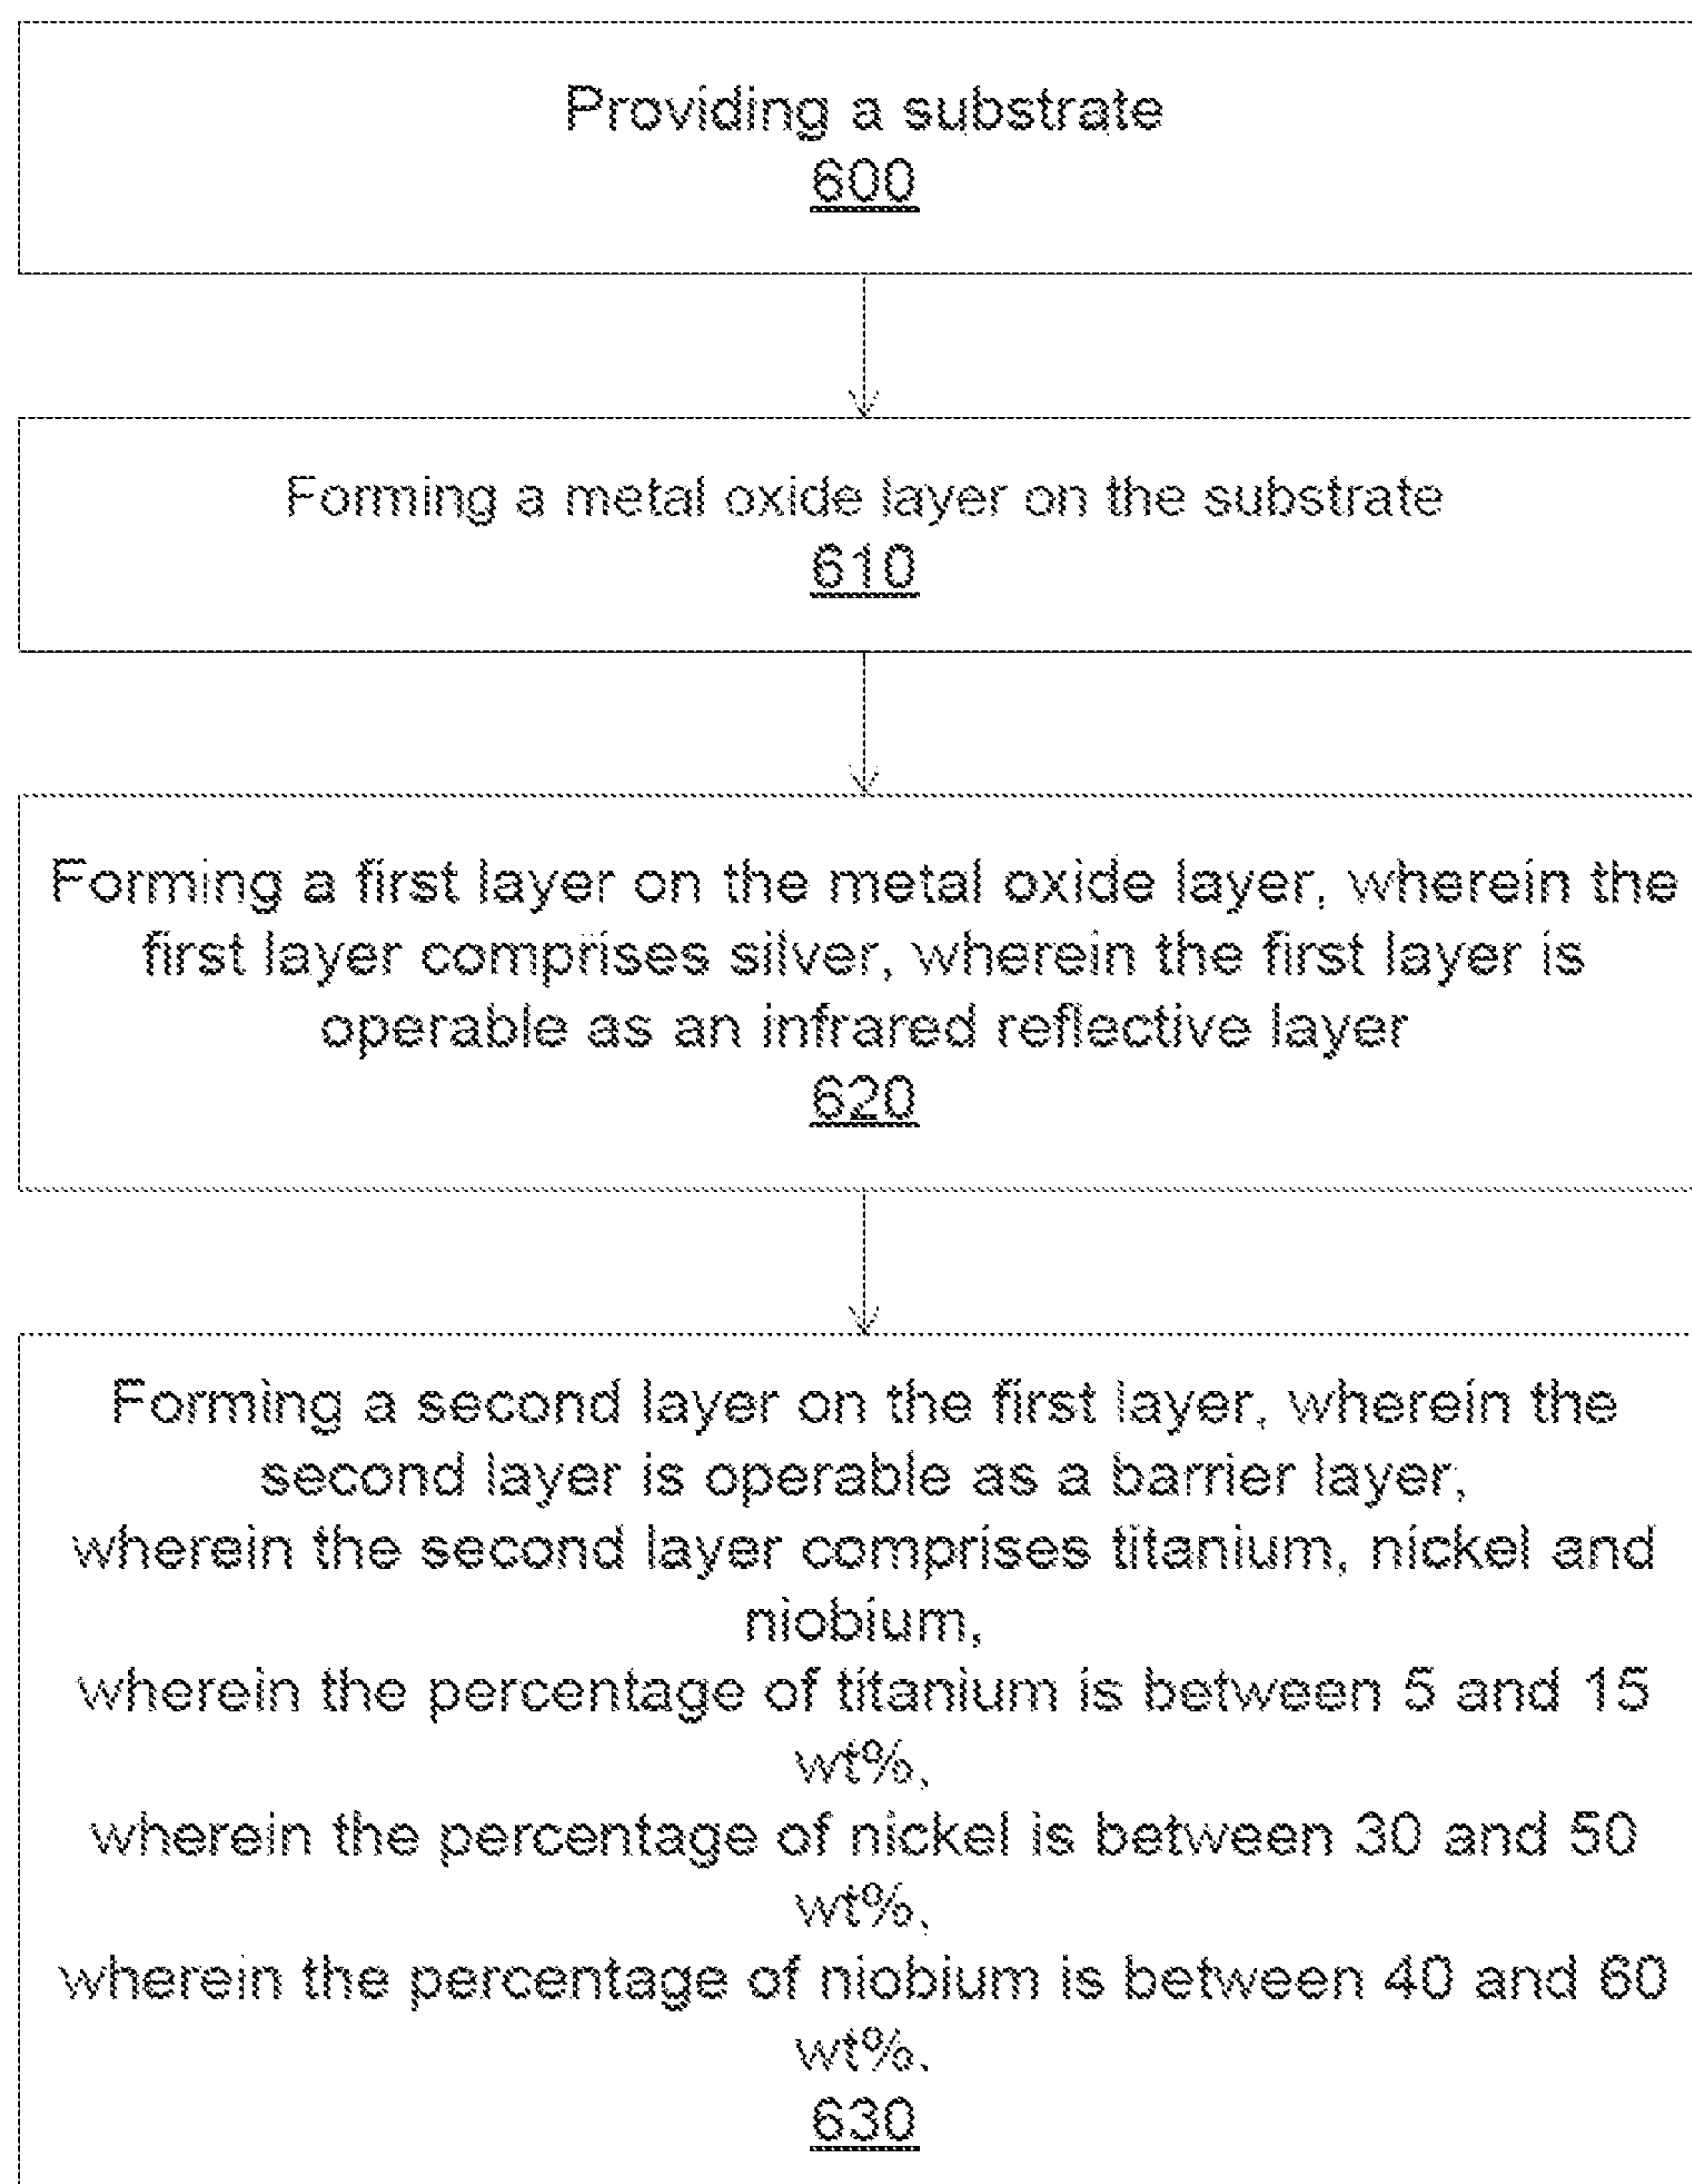 Providing a substrate
600
Forming a metal oxide layer on the substrate
610
Forming a first layer on the metal oxide layer, wherein the
first layer comprises silver, wherein the first layer is
operable as an infrared reflective layer
620
Forming a second layer on the first layer, wherein the
second layer is operable as a barrier layer,
wherein the second layer comprises titanium, nickel and
niobium,
wherein the percentage of titanium is between 5 and 15
wt%,
wherein the percentage of nickel is between 30 and 50
wt%,
wherein the percentage of niobium is between 40 and 60
wt%.
630